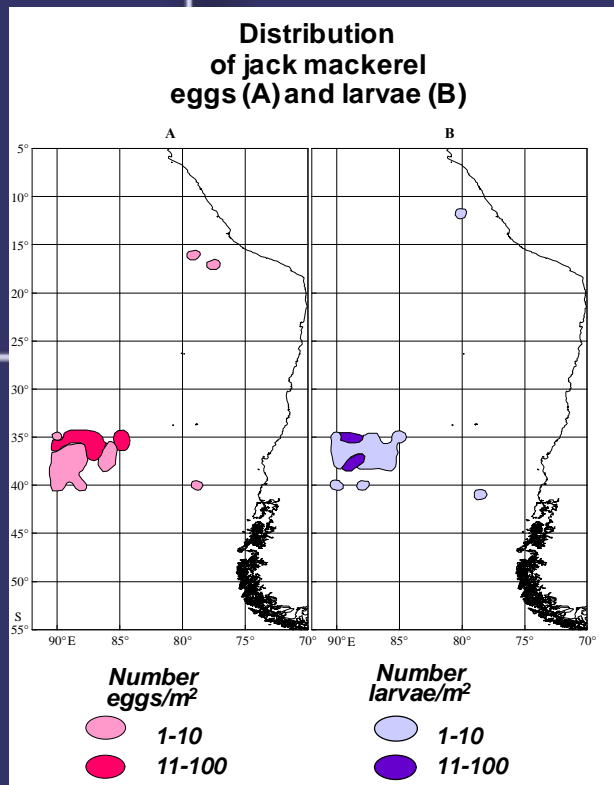 Distribution
of jack mackerel
eggs (A) and larvae (B)
A
B
5°
10°
15°
20°
25°
30°
35°
40°
45°
50°
S
55°
90°E 85° 80° 75° 70°
90°E 85° 80° 75° 70°
Number
eggs/m²
1-10
11-100
Number
larvae/m²
1-10
11-100